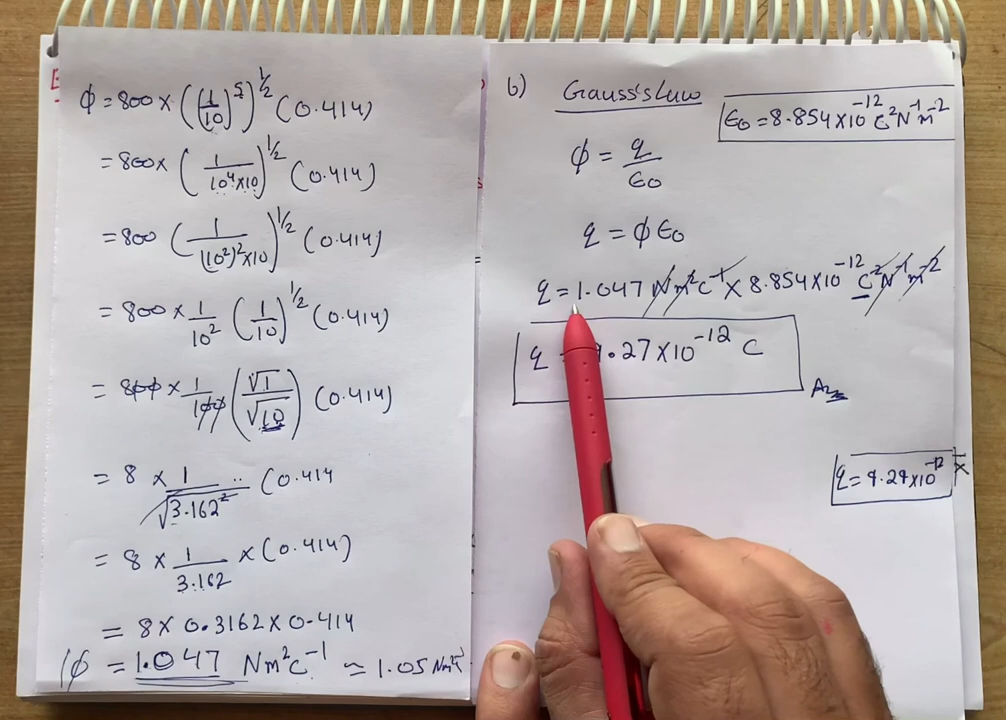 ϕ = 800 × ((1/10)^5)^1/2 (0.414)
= 800 × (1/10^4×10)^1/2 (0.414)
= 800 (1/(10^2)^2×10)^1/2 (0.414)
= 800 × 1/10^2 (1/10)^1/2 (0.414)
= 800 × 1/100 (√1/√10) (0.414)
= 8 × 1/√3.162^2 (0.414
= 8 × 1/3.162 × (0.414)
= 8 × 0.3162 × 0.414
ϕ = 1.047 Nm^2C^-1 ≃ 1.05
b) Gauss's Law
ϵ0 = 8.854×10^-12 C^2N^-1m^-2
ϕ = q/ϵ0
q = ϕϵ0
q = 1.047 Nm^2C^-1 × 8.854×10^-12 C^2N^-1m^-2
q .27×10^-12 C
Ans